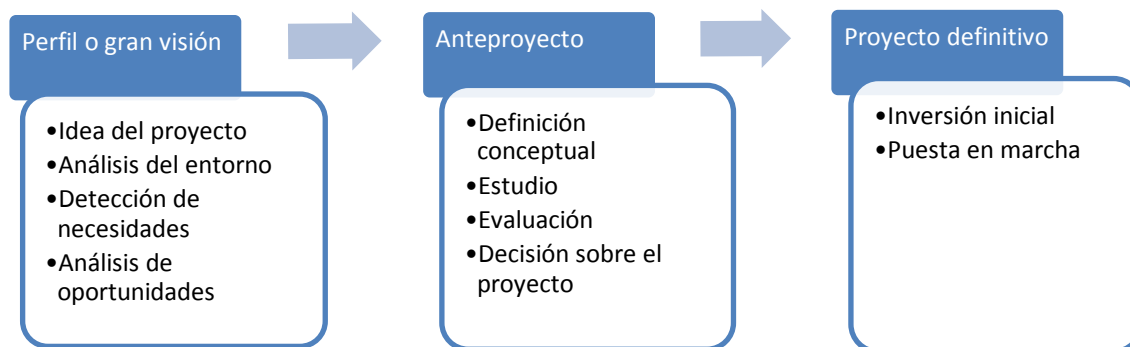 Perfil o gran visión
•Idea del proyecto
•Análisis del entorno
•Detección de
necesidades
•Análisis de
oportunidades
Anteproyecto
•Definición
conceptual
•Estudio
•Evaluación
•Decisión sobre el
proyecto
Proyecto definitivo
•Inversión inicial
•Puesta en marcha